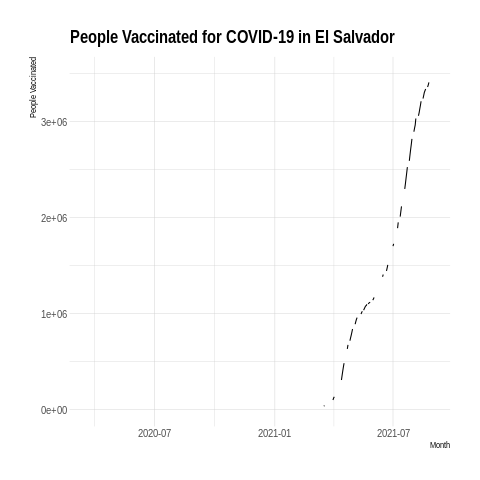 People Vaccinated for COVID-19 in El Salvador
People Vaccinated
3e+06
2e+06
1e+06
0e+00
2020-07
2021-01
2021-07
Month